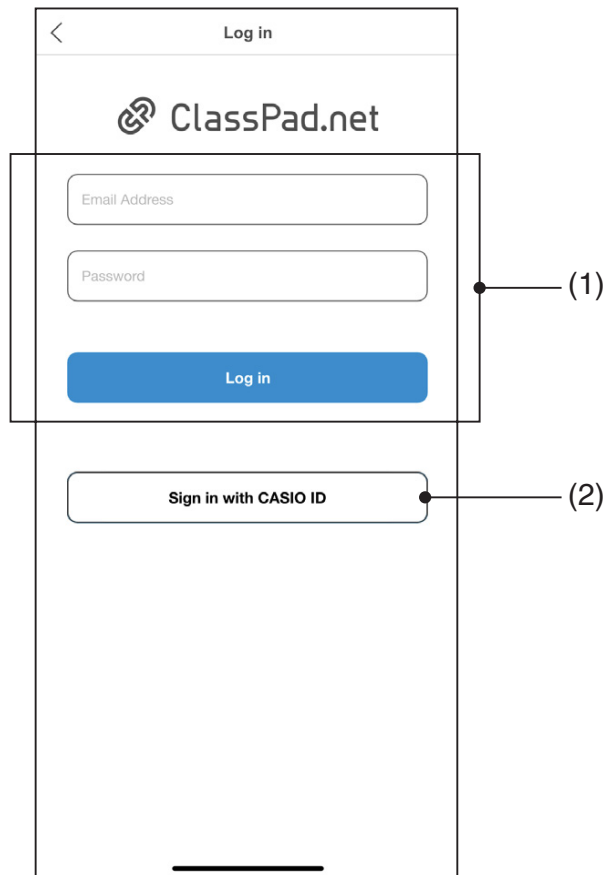 Log in
ClassPad.net
Email Address
Password
(1)
Log in
Sign in with CASIO ID
(2)